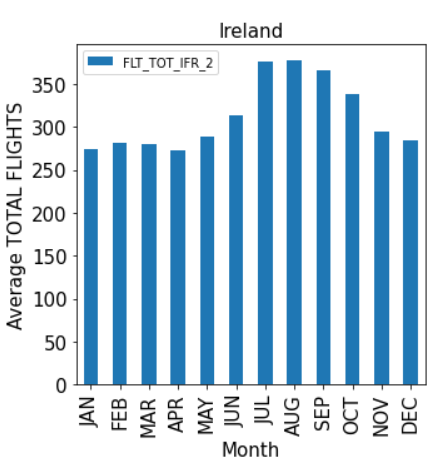 Ireland
FLT_TOT_IFR_2
Average TOTAL FLIGHTS
350
300
250
200
150
100
50
0
JAN FEB MAR APR MAY JUN JUL AUG SEP OCT NOV DEC
Month